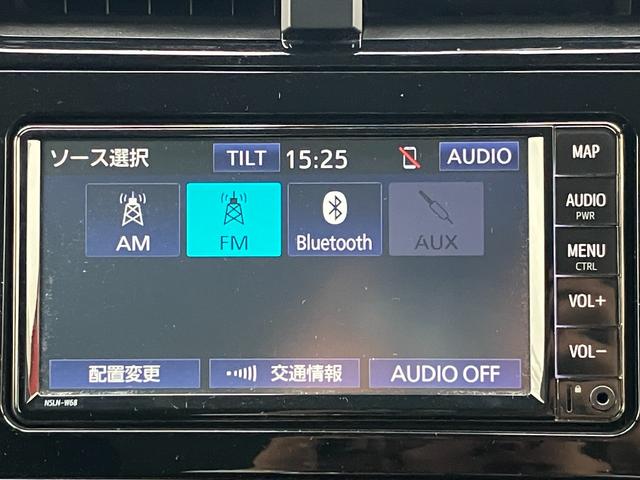 ソース選択 TILT 15:25 AUDIO
AM FM Bluetooth AUX
配置変更 交通情報 AUDIO OFF
NSLN-W68
MAP
AUDIO
PWR
MENU
CTRL
VOL+
VOL-